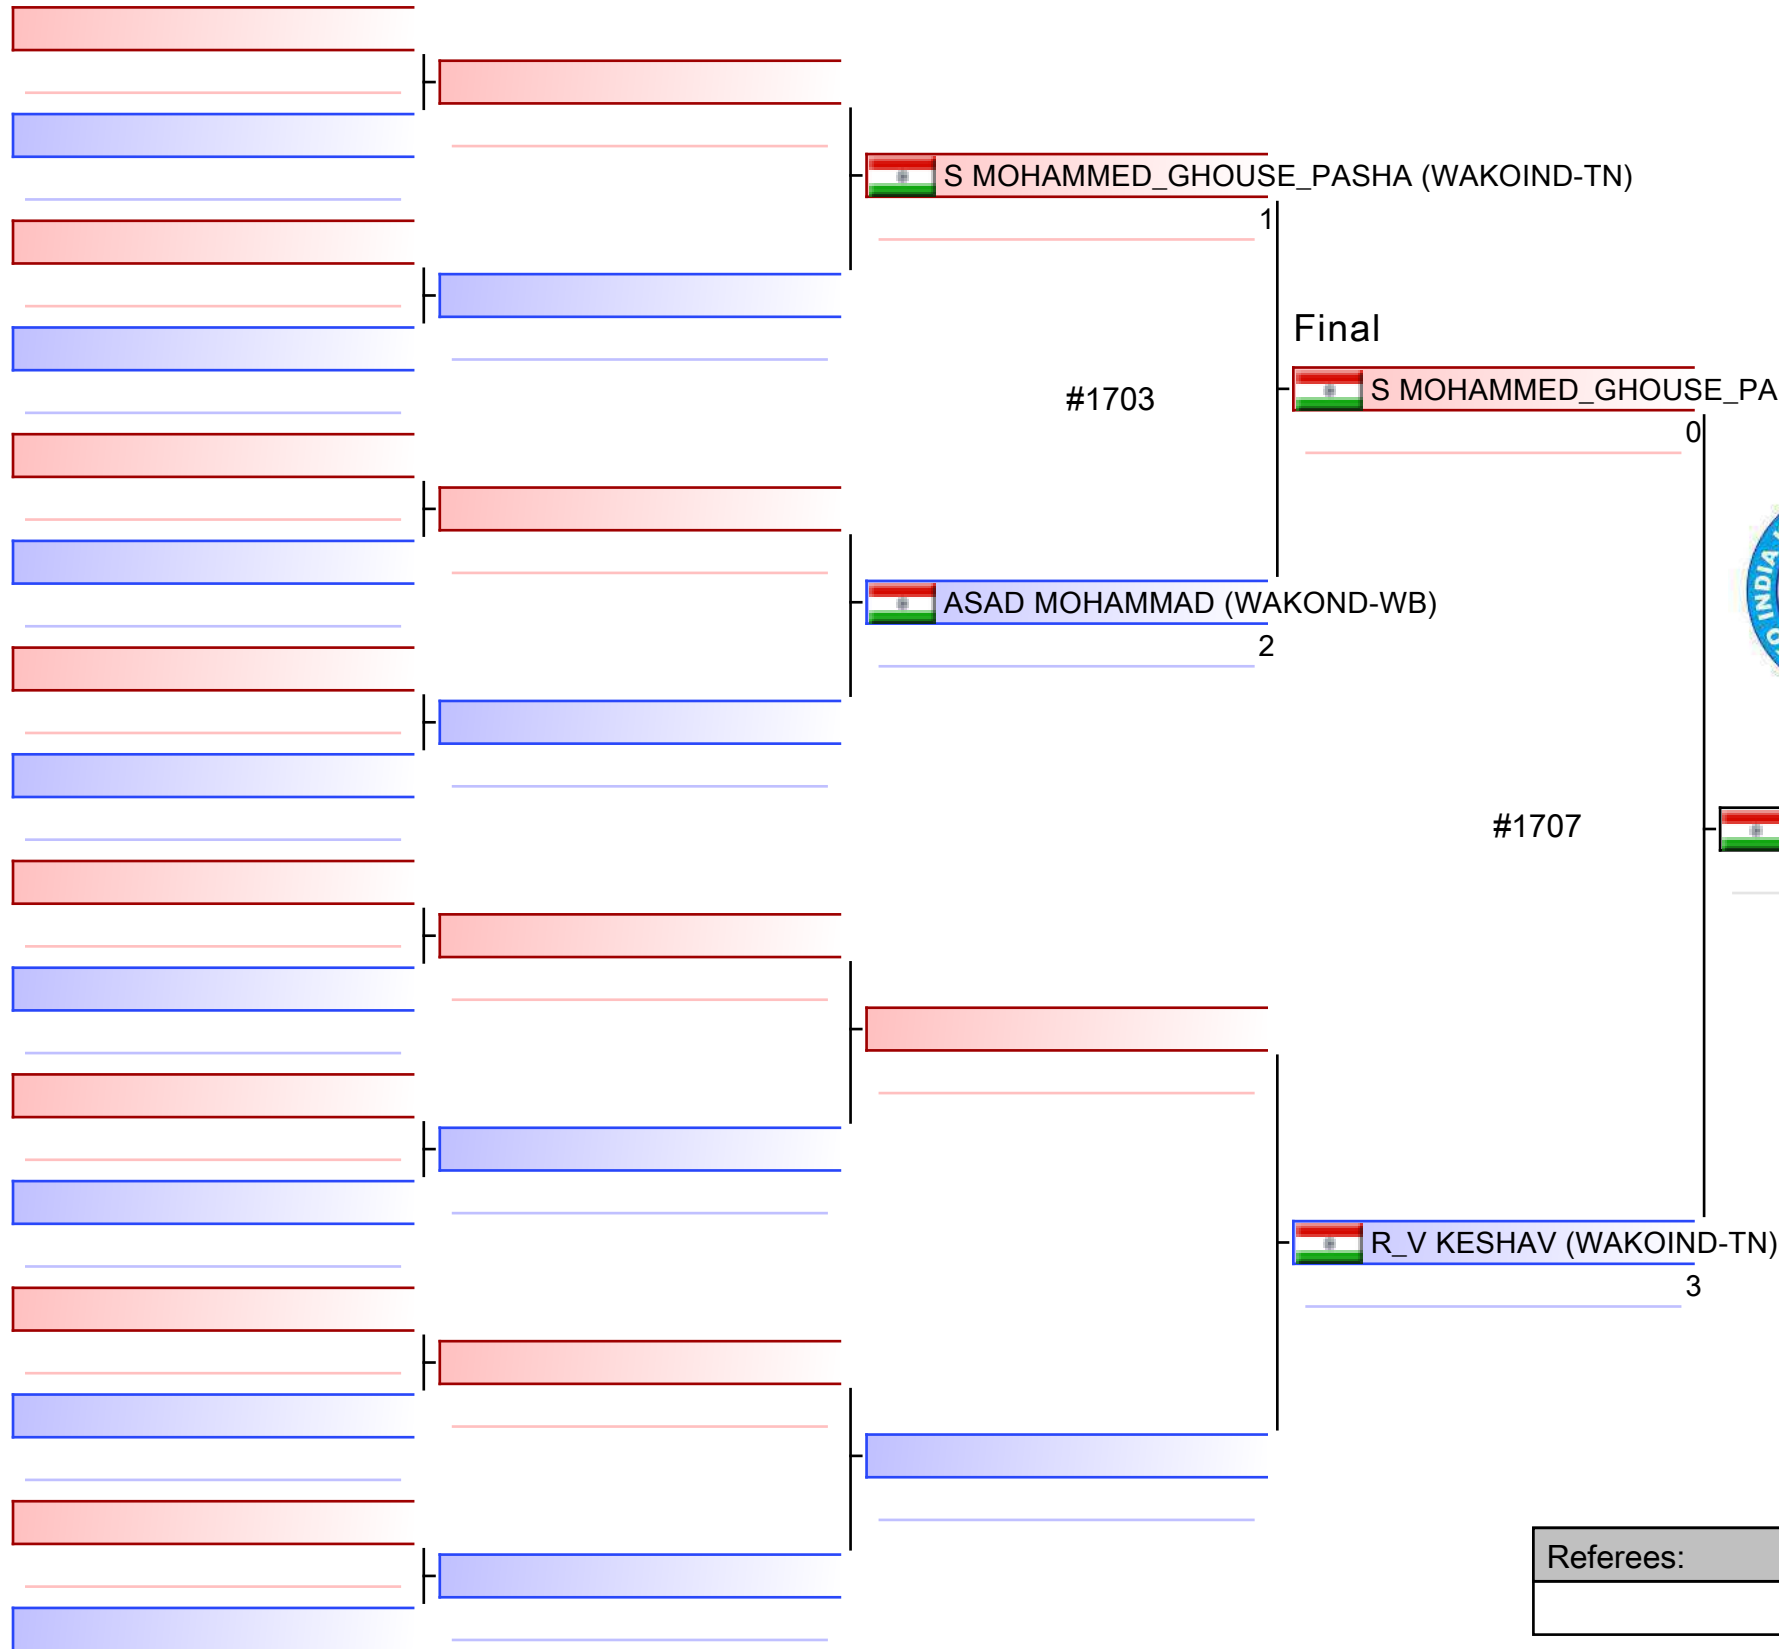 S MOHAMMED_GHOUSE_PASHA (WAKOIND-TN)
1
Final
#1703
S MOHAMMED_GHOUSE_PA
0
INDIA
ASAD MOHAMMAD (WAKOND-WB)
2
#1707
R_V KESHAV (WAKOIND-TN)
3
Referees: